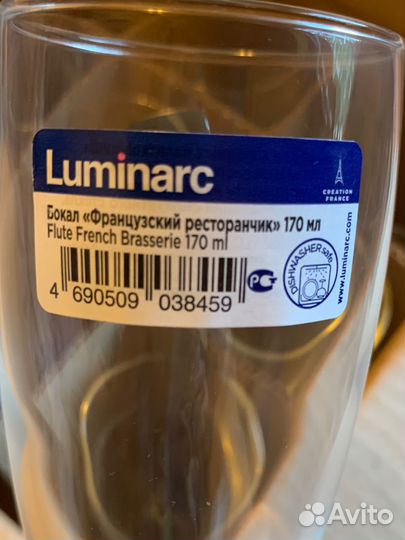 Luminarc
CREATION
FRANCE
Бокал «Французский ресторанчик» 170 мл
Flute French Brasserie 170 ml
4 690509 038459
РС
DISHWASHER safe
www.luminarc.com
Avito